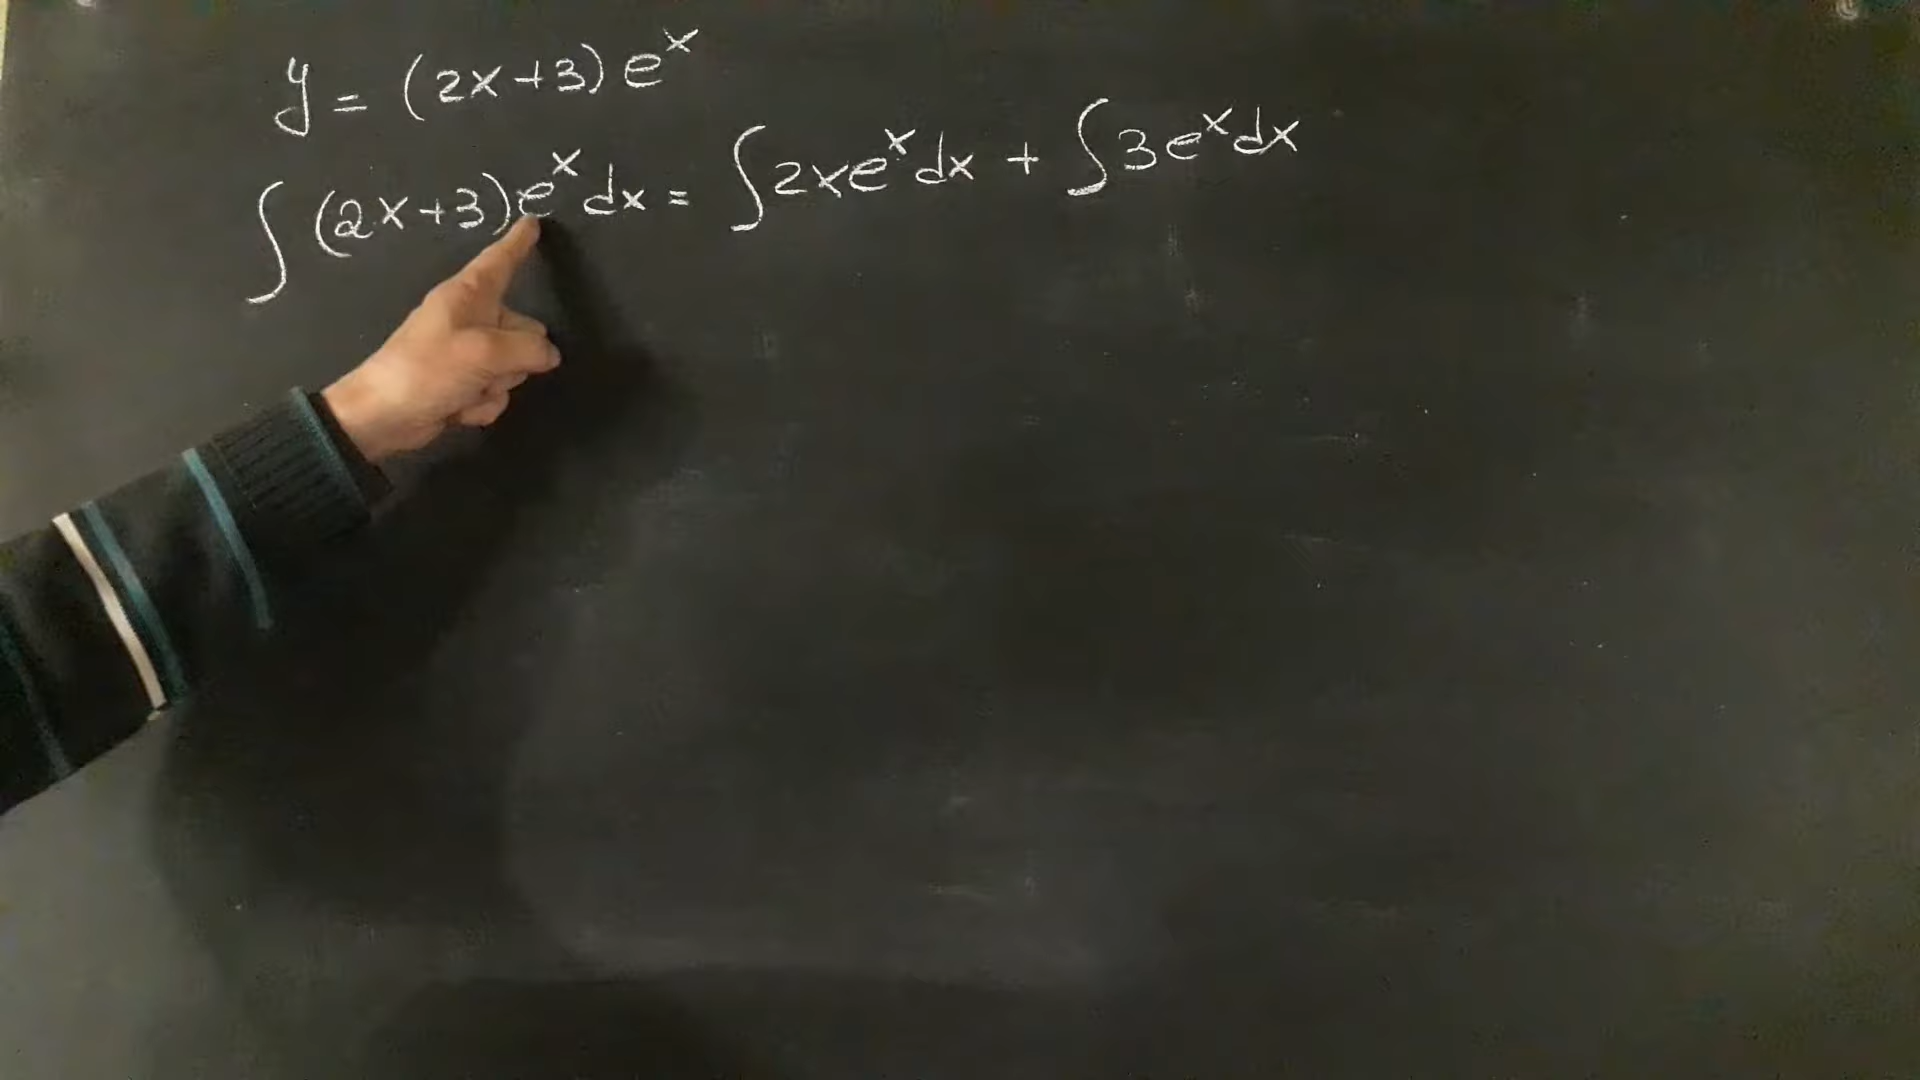 y = (2x+3) e^x
∫ (2x+3) e^x dx = ∫ 2xe^x dx + ∫ 3e^x dx